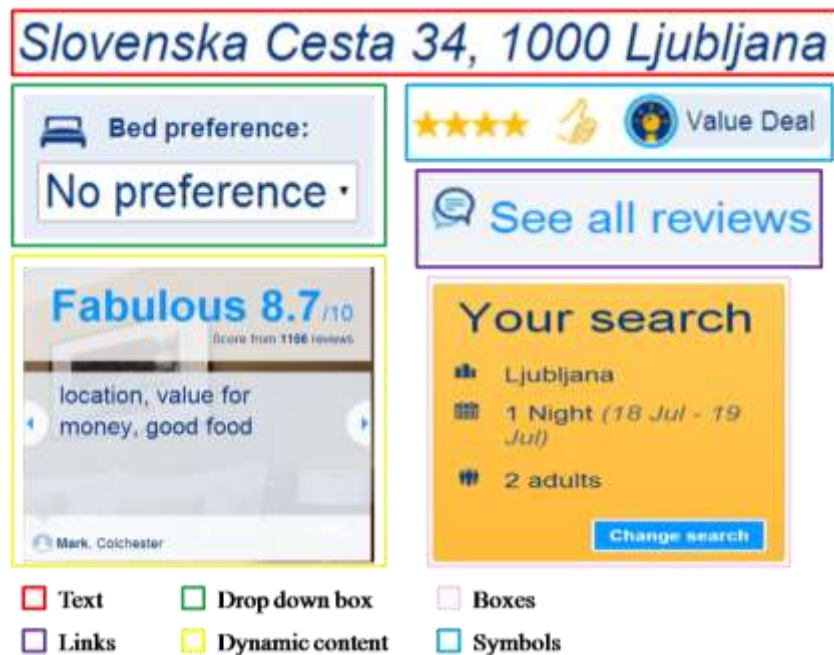 Slovenska Cesta 34, 1000 Ljubljana
Bed preference:
No preference
Value Deal
See all reviews
Fabulous 8.7/10
Score from 1166 reviews
location, value for
money, good food
Mark, Colchester
Your search
Ljubljana
1 Night (18 Jul - 19
Jul)
2 adults
Change search
Text
Drop down box
Boxes
Links
Dynamic content
Symbols